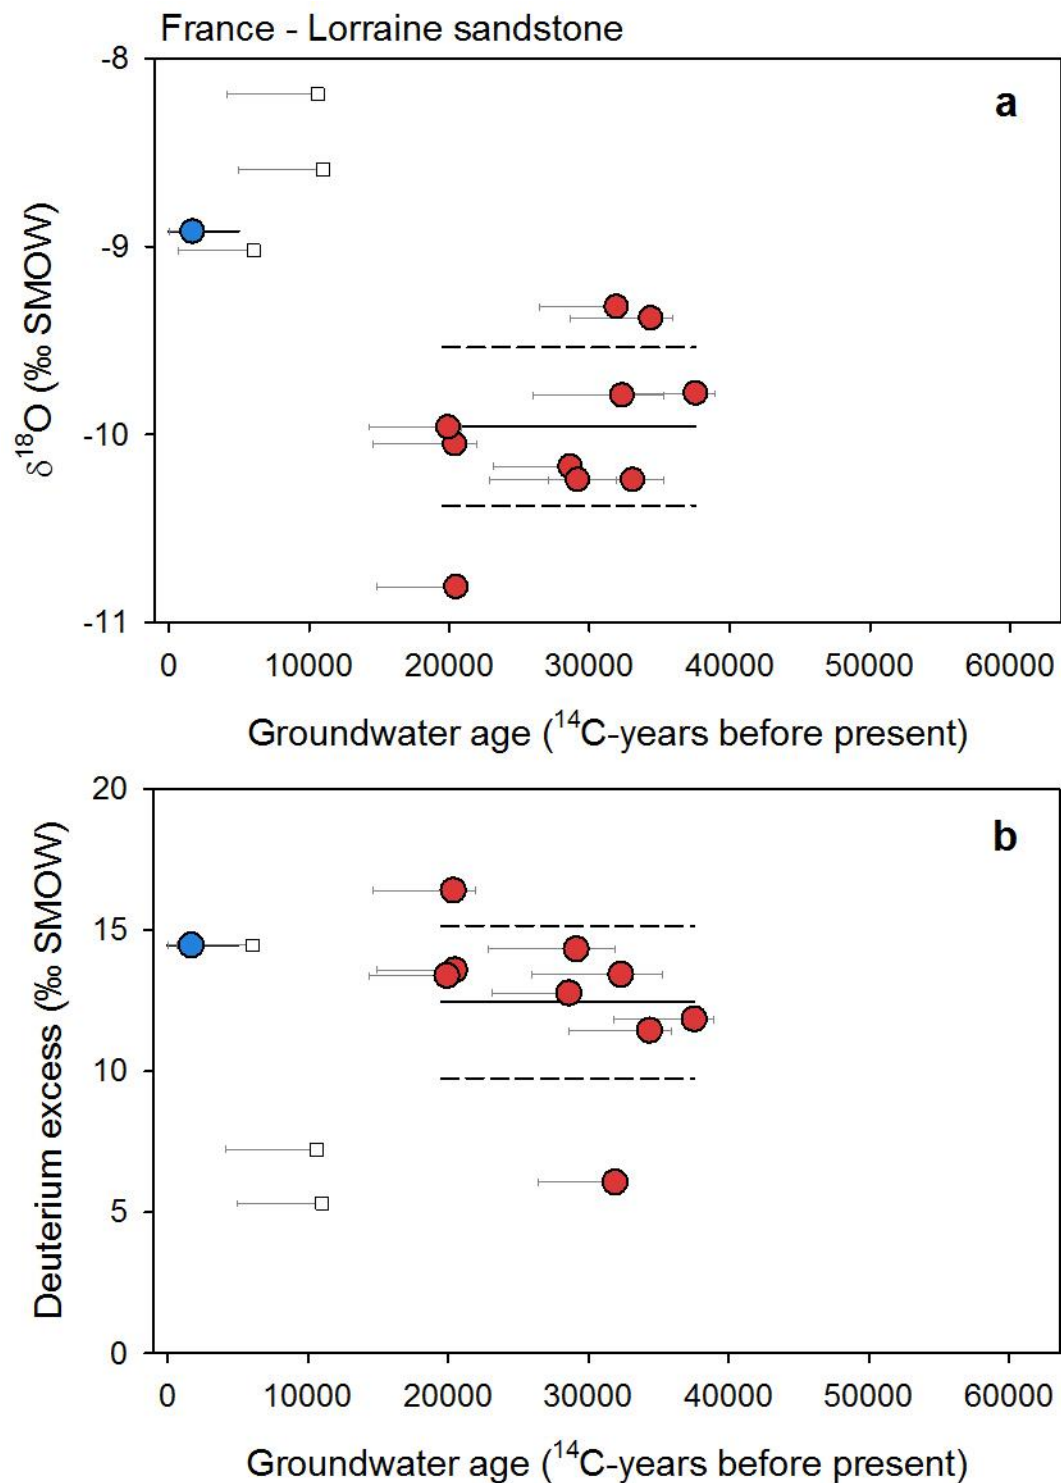 France - Lorraine sandstone
a
-8
-9
-10
-11
δ¹⁸O (‰ SMOW)
0 10000 20000 30000 40000 50000 60000
Groundwater age (¹⁴C-years before present)
b
20
15
10
5
0
Deuterium excess (‰ SMOW)
0 10000 20000 30000 40000 50000 60000
Groundwater age (¹⁴C-years before present)